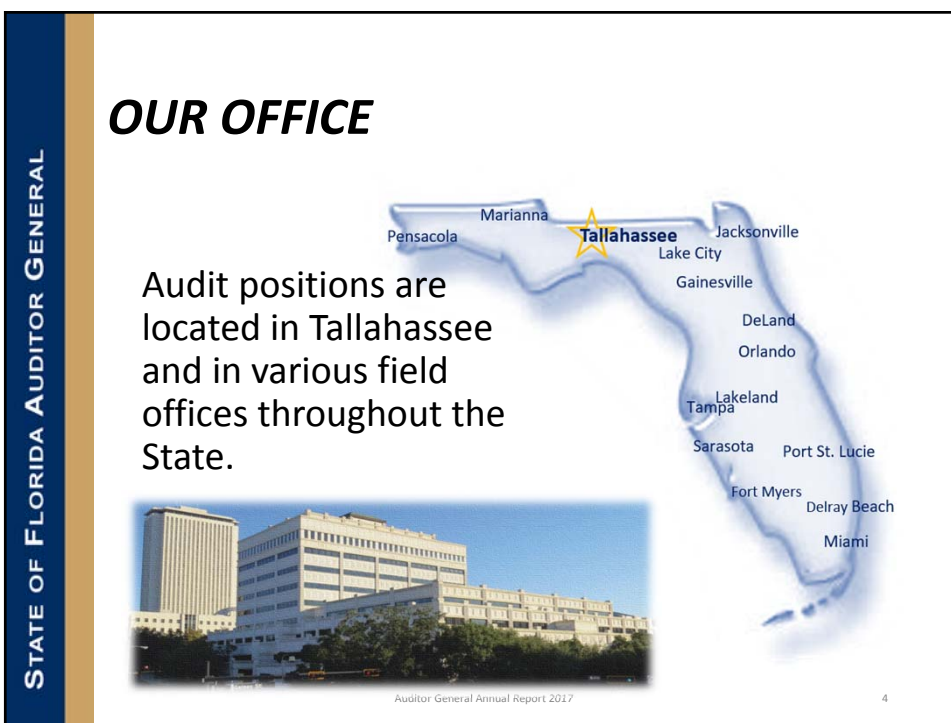 STATE OF FLORIDA AUDITOR GENERAL
OUR OFFICE
Audit positions are
located in Tallahassee
and in various field
offices throughout the
State.
Marianna
Pensacola
Tallahassee
Jacksonville
Lake City
Gainesville
DeLand
Orlando
Lakeland
Tampa
Sarasota
Port St. Lucie
Fort Myers
Delray Beach
Miami
Auditor General Annual Report 2017
4